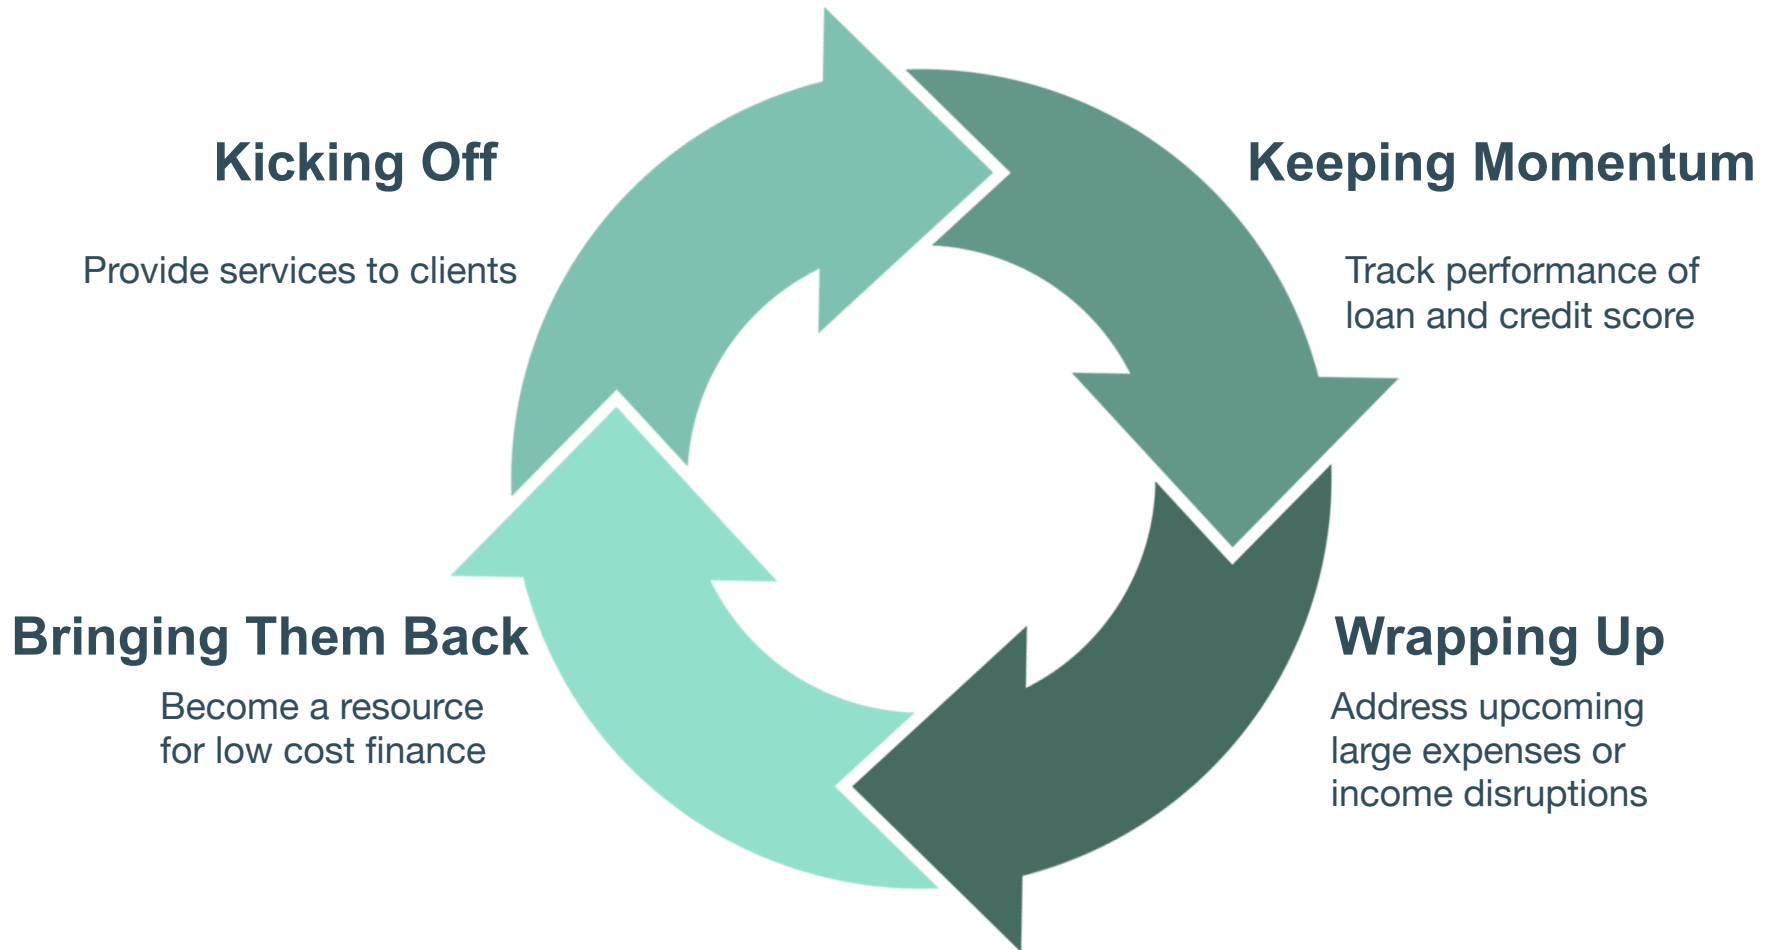 Kicking Off
Provide services to clients
Keeping Momentum
Track performance of
loan and credit score
Wrapping Up
Address upcoming
large expenses or
income disruptions
Bringing Them Back
Become a resource
for low cost finance